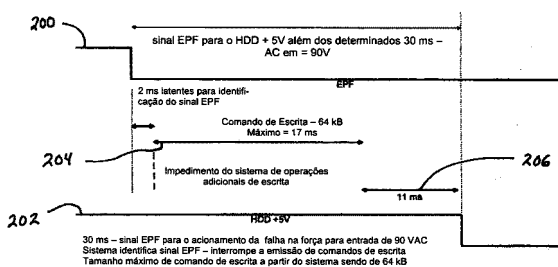 200
sinal EPF para o HDD + 5V além dos determinados 30 ms –
AC em = 90V
EPF
2 ms latentes para identifi-
cação do sinal EPF
Comando de Escrita – 64 kB
Máximo = 17 ms
204
206
Impedimento do sistema de operações
adicionais de escrita
11 ms
202
HDD +5V
30 ms – sinal EPF para o acionamento da falha na força para entrada de 90 VAC
Sistema identifica sinal EPF – interrompe a emissão de comandos de escrita
Tamanho máximo de comando de escrita a partir do sistema sendo de 64 kB